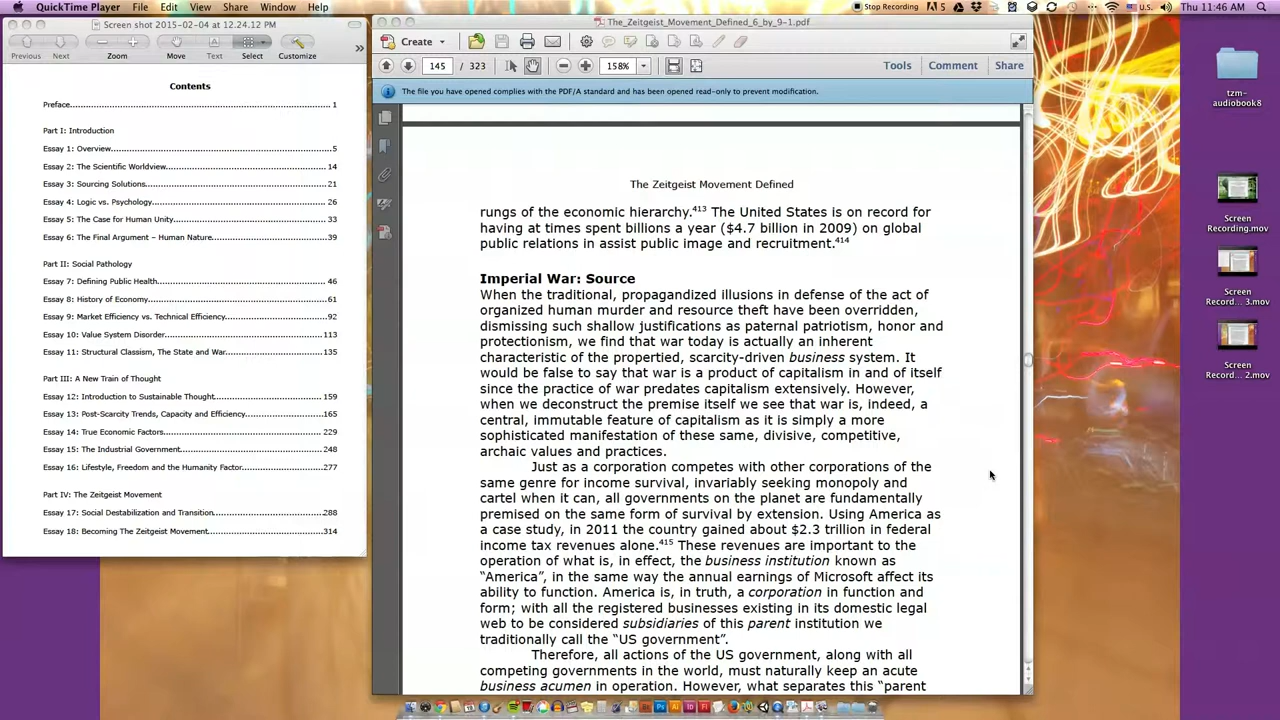 QuickTime Player File Edit View Share Window Help
Stop Recording
5
U.S.
Thu 11:46 AM
Screen shot 2015-02-04 at 12.24.12 PM
Previous Next Zoom Move Text Select Customize
Contents
Preface 1
Part I: Introduction
Essay 1: Overview 5
Essay 2: The Scientific Worldview 14
Essay 3: Sourcing Solutions 21
Essay 4: Logic vs. Psychology 26
Essay 5: The Case for Human Unity 33
Essay 6: The Final Argument – Human Nature 39
Part II: Social Pathology
Essay 7: Defining Public Health 46
Essay 8: History of Economy 61
Essay 9: Market Efficiency vs. Technical Efficiency 92
Essay 10: Value System Disorder 113
Essay 11: Structural Classism, The State and War 135
Part III: A New Train of Thought
Essay 12: Introduction to Sustainable Thought 159
Essay 13: Post-Scarcity Trends, Capacity and Efficiency 165
Essay 14: True Economic Factors 229
Essay 15: The Industrial Government 248
Essay 16: Lifestyle, Freedom and the Humanity Factor 277
Part IV: The Zeitgeist Movement
Essay 17: Social Destabilization and Transition 288
Essay 18: Becoming The Zeitgeist Movement 314
The_Zeitgeist_Movement_Defined_6_by_9-1.pdf
Create
145 / 323 158% Tools Comment Share
The file you have opened complies with the PDF/A standard and has been opened read-only to prevent modification.
The Zeitgeist Movement Defined
rungs of the economic hierarchy.413 The United States is on record for
having at times spent billions a year ($4.7 billion in 2009) on global
public relations in assist public image and recruitment.414
Imperial War: Source
When the traditional, propagandized illusions in defense of the act of
organized human murder and resource theft have been overridden,
dismissing such shallow justifications as paternal patriotism, honor and
protectionism, we find that war today is actually an inherent
characteristic of the propertied, scarcity-driven business system. It
would be false to say that war is a product of capitalism in and of itself
since the practice of war predates capitalism extensively. However,
when we deconstruct the premise itself we see that war is, indeed, a
central, immutable feature of capitalism as it is simply a more
sophisticated manifestation of these same, divisive, competitive,
archaic values and practices.
Just as a corporation competes with other corporations of the
same genre for income survival, invariably seeking monopoly and
cartel when it can, all governments on the planet are fundamentally
premised on the same form of survival by extension. Using America as
a case study, in 2011 the country gained about $2.3 trillion in federal
income tax revenues alone.415 These revenues are important to the
operation of what is, in effect, the business institution known as
“America”, in the same way the annual earnings of Microsoft affect its
ability to function. America is, in truth, a corporation in function and
form; with all the registered businesses existing in its domestic legal
web to be considered subsidiaries of this parent institution we
traditionally call the “US government”.
Therefore, all actions of the US government, along with all
competing governments in the world, must naturally keep an acute
business acumen in operation. However, what separates this “parent
tzm-
audiobook8
Screen
Recording.mov
Screen
Record... 3.mov
Screen
Record... 2.mov